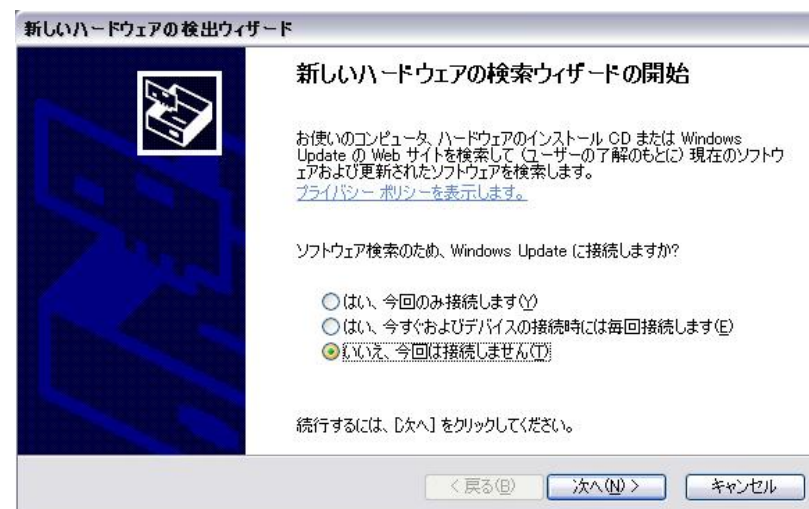 新しいハードウェアの検出ウィザード
新しいハードウェアの検索ウィザードの開始
お使いのコンピュータ、ハードウェアのインストール CD または Windows
Update の Web サイトを検索して (ユーザーの了解のもとに) 現在のソフトウ
ェアおよび更新されたソフトウェアを検索します。
プライバシー ポリシーを表示します。
ソフトウェア検索のため、Windows Update に接続しますか?
はい、今回のみ接続します(Y)
はい、今すぐおよびデバイスの接続時には毎回接続します(E)
いいえ、今回は接続しません(T)
続行するには、[次へ] をクリックしてください。
< 戻る(B)
次へ(N) >
キャンセル